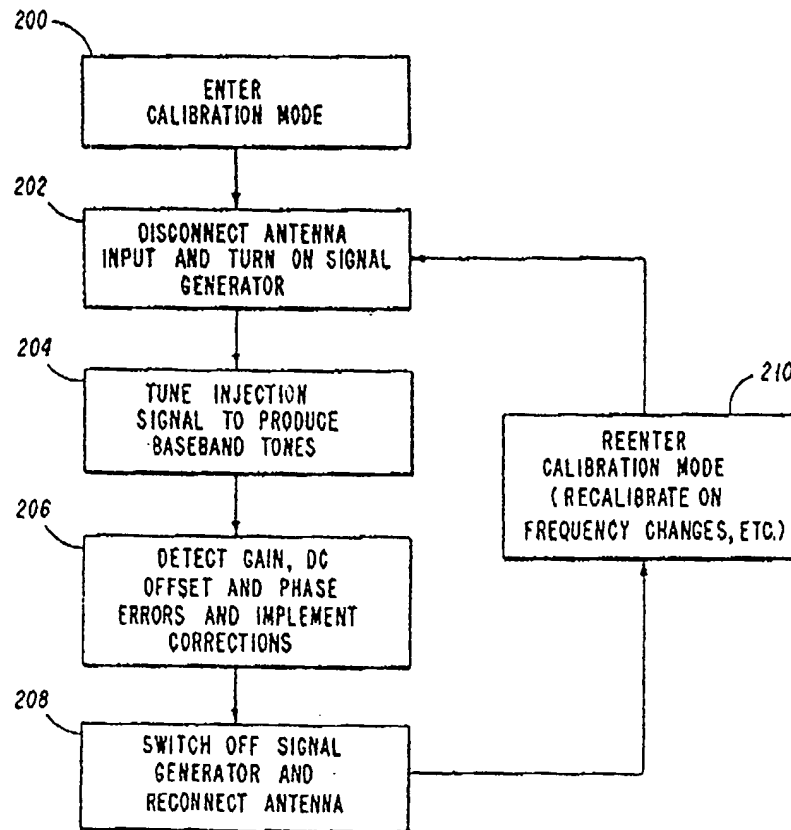 200
ENTER
CALIBRATION MODE
202
DISCONNECT ANTENNA
INPUT AND TURN ON SIGNAL
GENERATOR
204
TUNE INJECTION
SIGNAL TO PRODUCE
BASEBAND TONES
206
DETECT GAIN, DC
OFFSET AND PHASE
ERRORS AND IMPLEMENT
CORRECTIONS
208
SWITCH OFF SIGNAL
GENERATOR AND
RECONNECT ANTENNA
210
REENTER
CALIBRATION MODE
(RECALIBRATE ON
FREQUENCY CHANGES, ETC.)